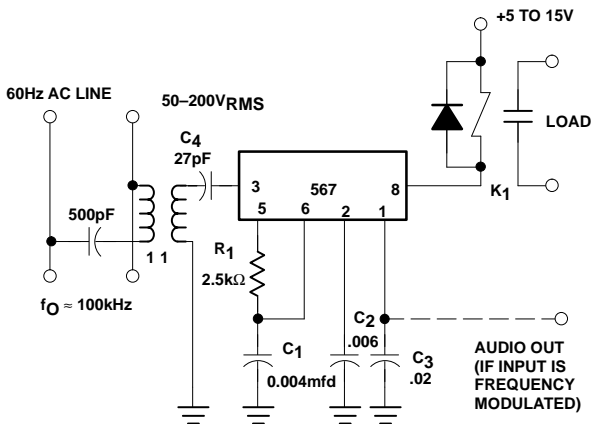 +5 TO 15V
60Hz AC LINE
50–200VRMS
C4
27pF
LOAD
3
567
8
K1
5
6
2
1
500pF
R1
2.5kΩ
1 1
fO ≈ 100kHz
C1
0.004mfd
C2
.006
C3
.02
AUDIO OUT
(IF INPUT IS
FREQUENCY
MODULATED)